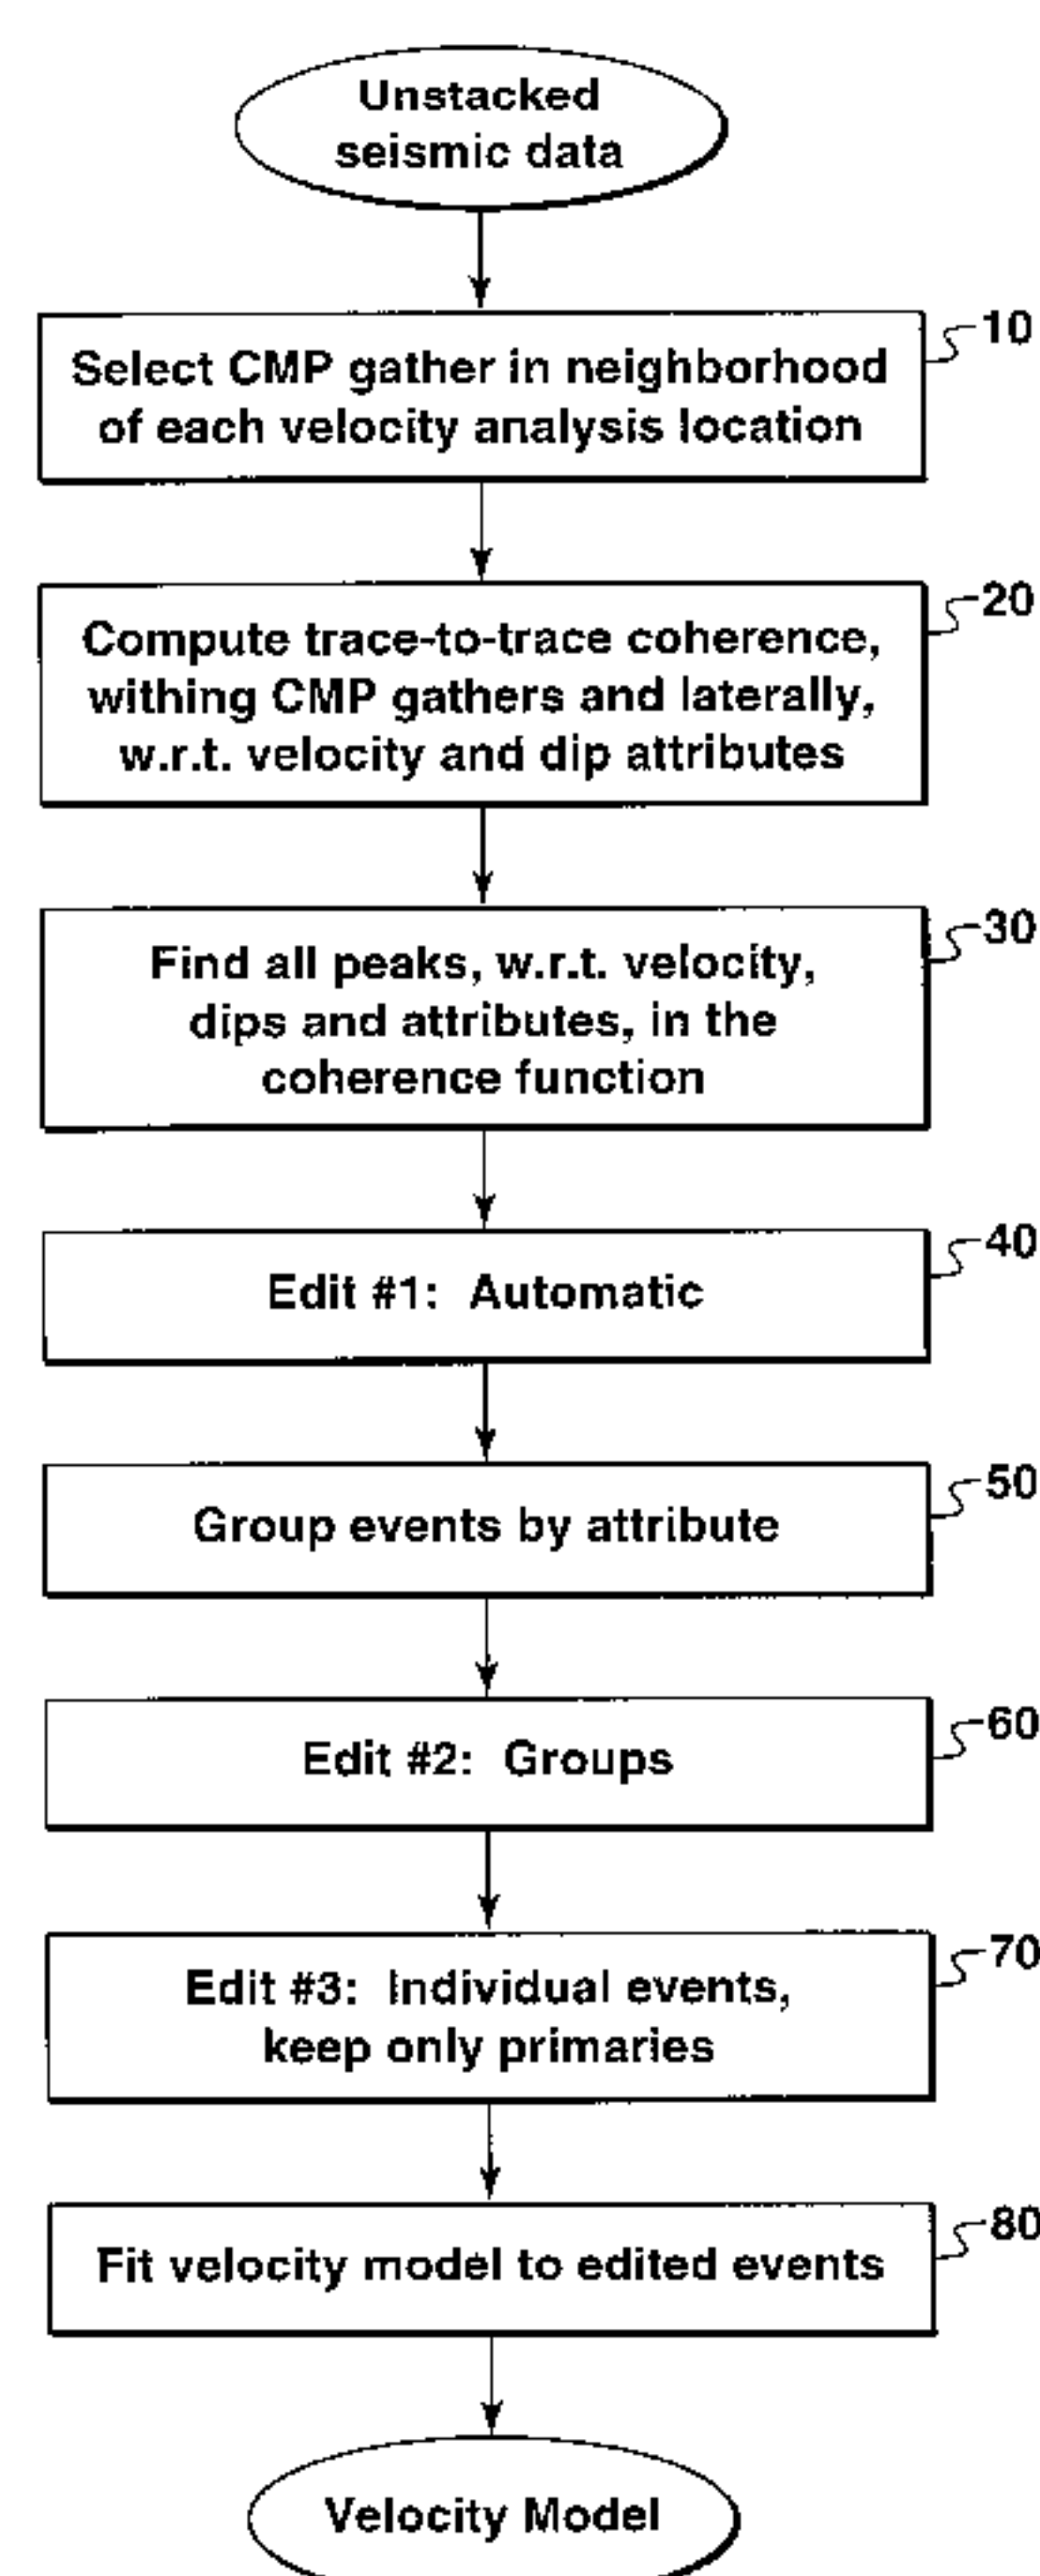 Unstacked
seismic data
10
Select CMP gather in neighborhood
of each velocity analysis location
20
Compute trace-to-trace coherence,
withing CMP gathers and laterally,
w.r.t. velocity and dip attributes
30
Find all peaks, w.r.t. velocity,
dips and attributes, in the
coherence function
40
Edit #1: Automatic
50
Group events by attribute
60
Edit #2: Groups
70
Edit #3: Individual events,
keep only primaries
80
Fit velocity model to edited events
Velocity Model